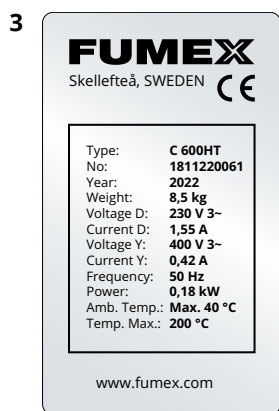 3
FUMEX
Skellefteå, SWEDEN CE
Type: C 600HT
No: 1811220061
Year: 2022
Weight: 8,5 kg
Voltage D: 230 V 3~
Current D: 1,55 A
Voltage Y: 400 V 3~
Current Y: 0,42 A
Frequency: 50 Hz
Power: 0,18 kW
Amb. Temp.: Max. 40 °C
Temp. Max.: 200 °C
www.fumex.com